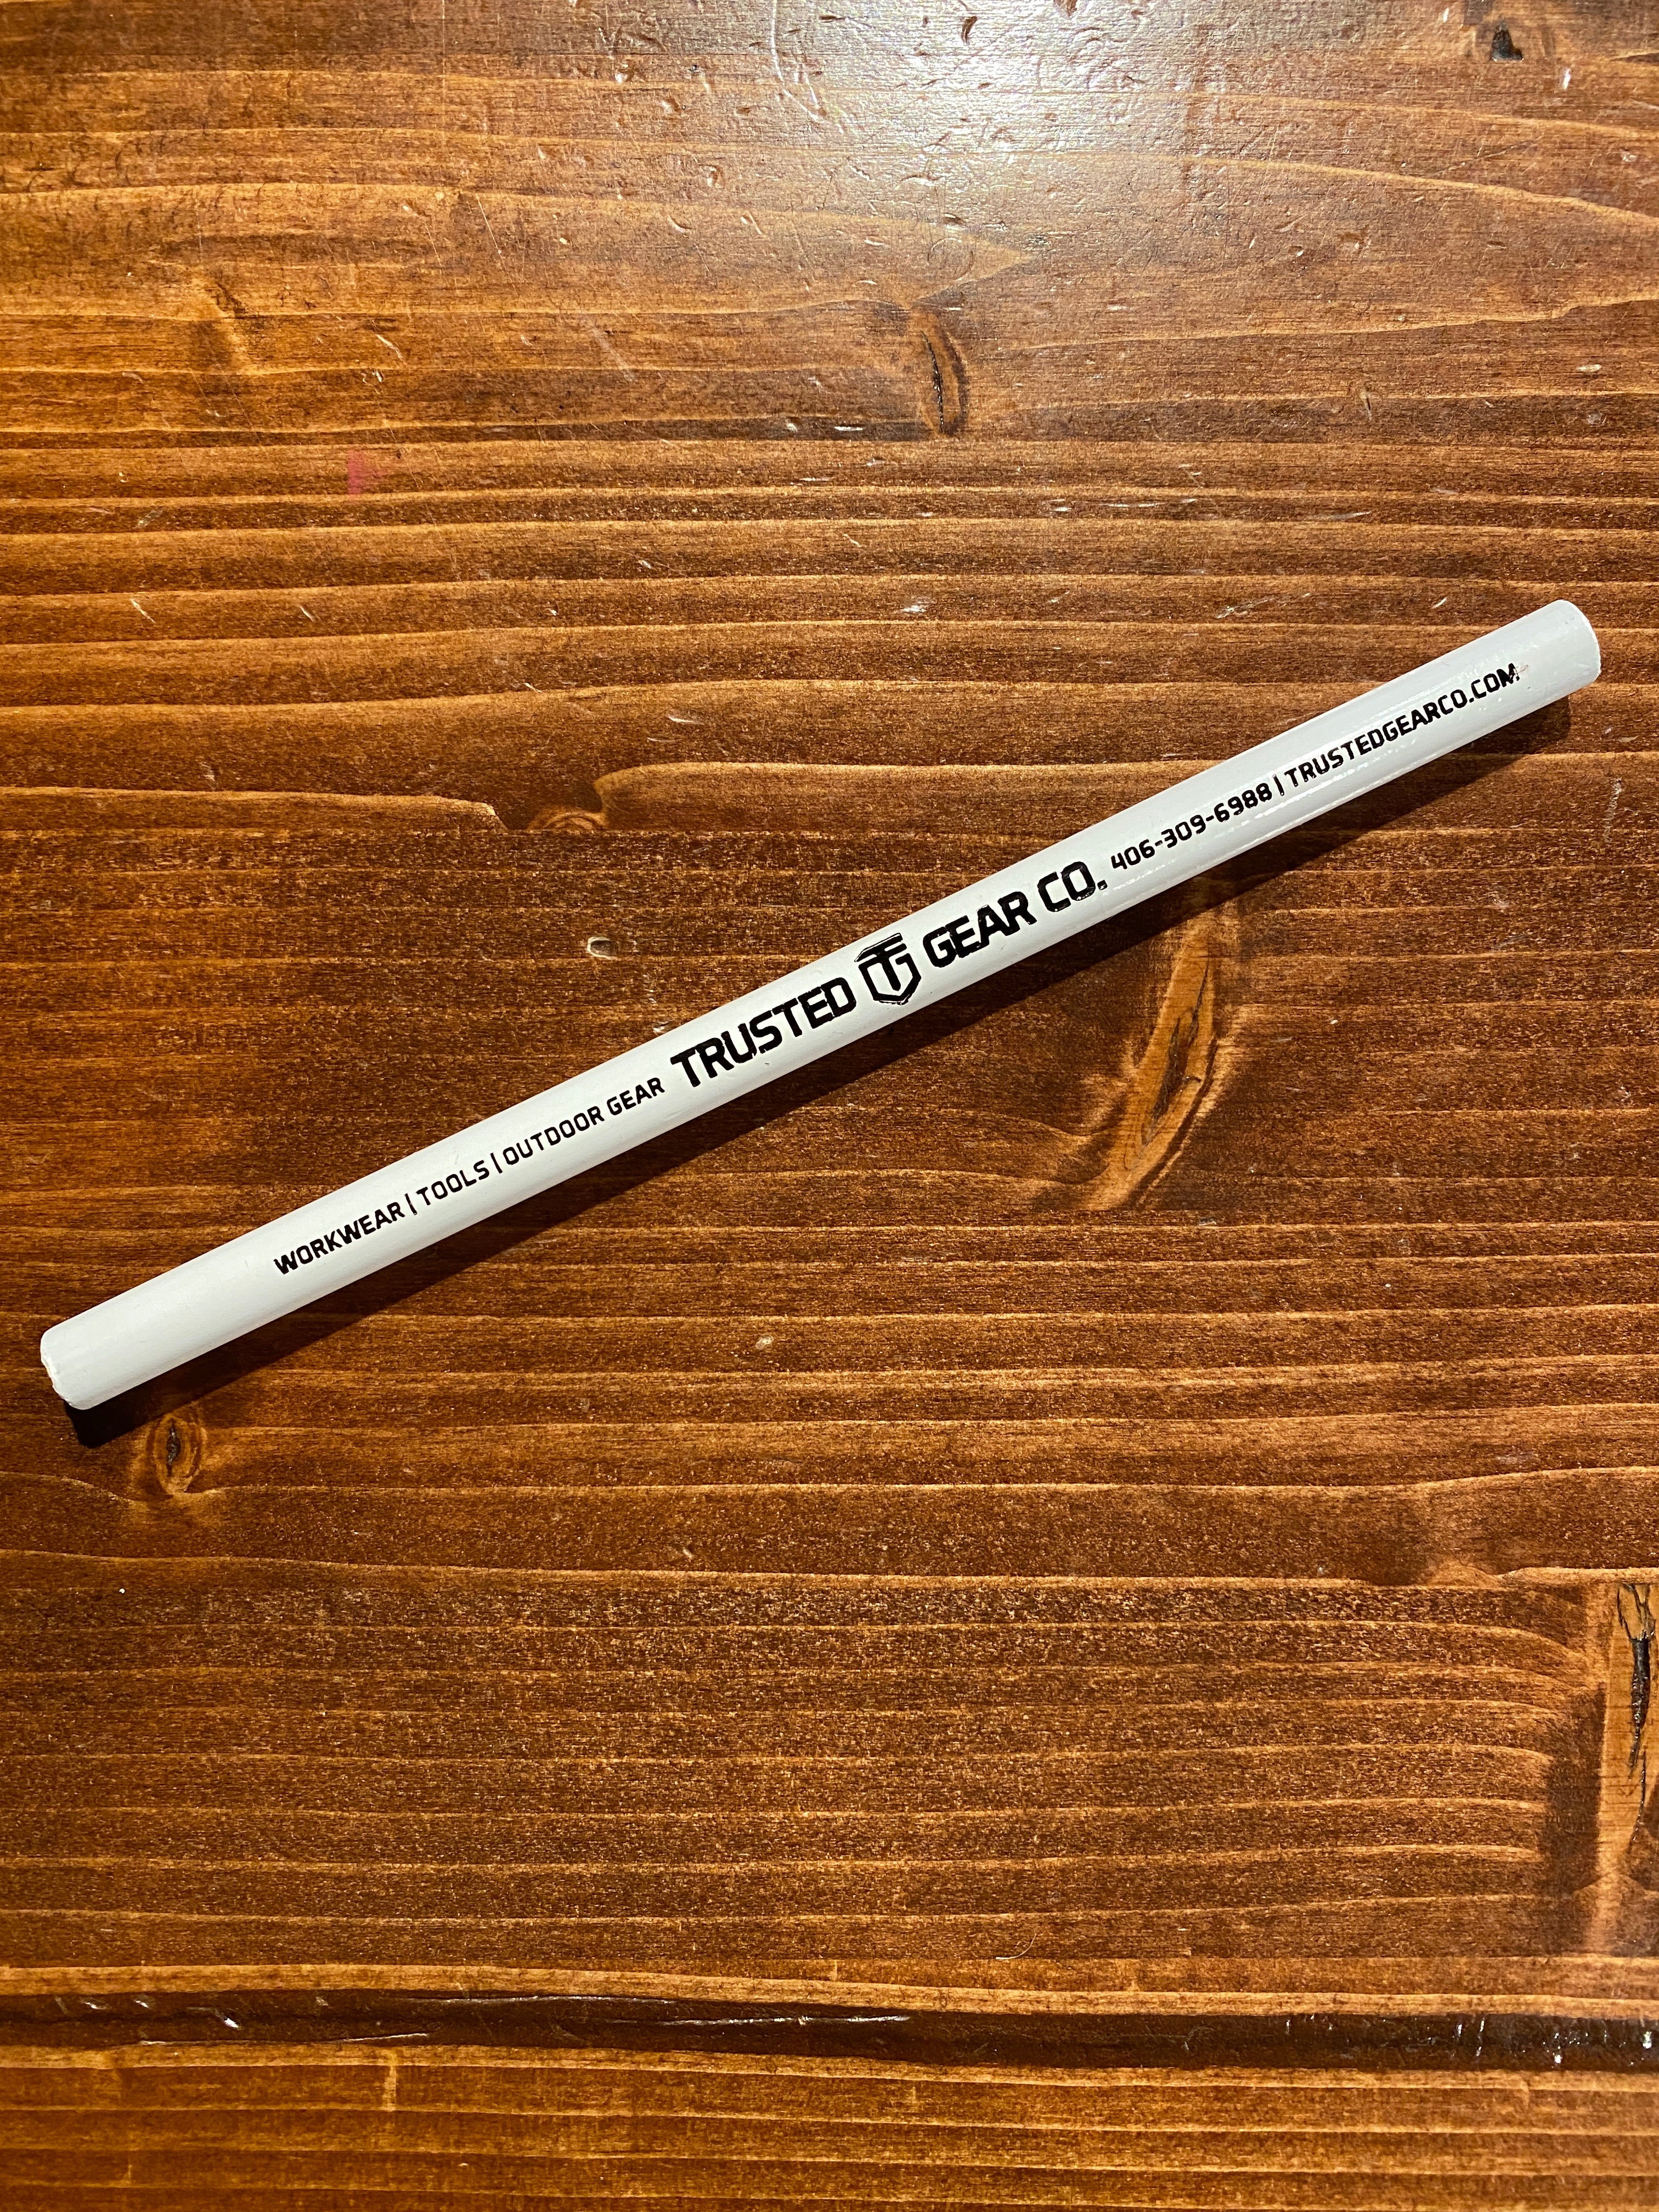 WORKWEAR | TOOLS | OUTDOOR GEAR TRUSTED GEAR CO. 406-309-6988 | TRUSTEDGEARCO.COM